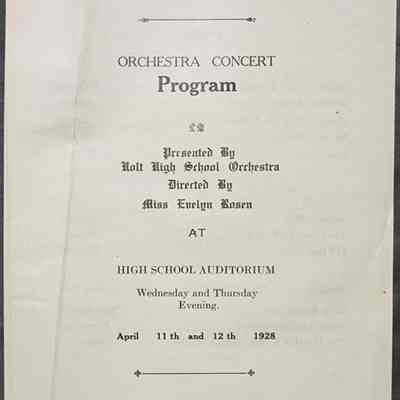 ORCHESTRA CONCERT
Program
Presented By
Holt High School Orchestra
Directed By
Miss Evelyn Rosen
AT
HIGH SCHOOL AUDITORIUM
Wednesday and Thursday
Evening.
April 11 th and 12 th 1928